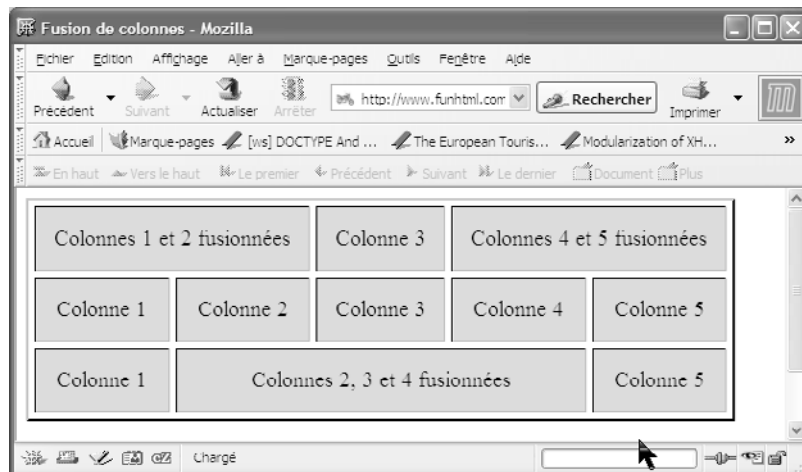 Fusion de colonnes - Mozilla
Fichier Edition Affichage Aller à Marque-pages Outils Fenêtre Aide
Précédent Suivant Actualiser Arrêter http://www.funhtml.com Rechercher Imprimer
Accueil Marque-pages [ws] DOCTYPE And ... The European Touris... Modularization of XH... »
En haut Vers le haut Le premier Précédent Suivant Le dernier Document Plus
Colonnes 1 et 2 fusionnées Colonne 3 Colonnes 4 et 5 fusionnées
Colonne 1 Colonne 2 Colonne 3 Colonne 4 Colonne 5
Colonne 1 Colonnes 2, 3 et 4 fusionnées Colonne 5
Chargé